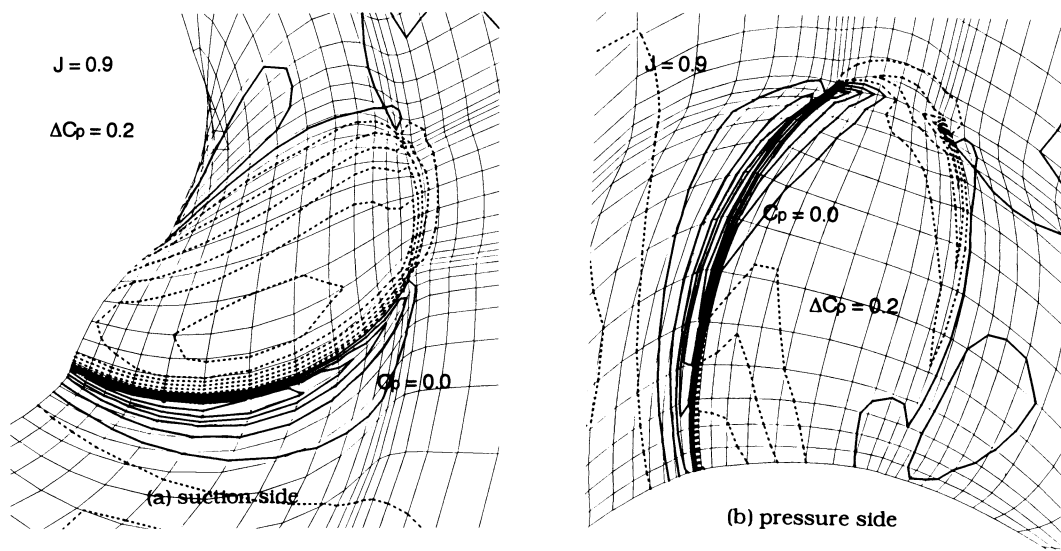 J = 0.9
ΔCp = 0.2
Cp = 0.0
(a) suction side
J = 0.9
Cp = 0.0
ΔCp = 0.2
(b) pressure side